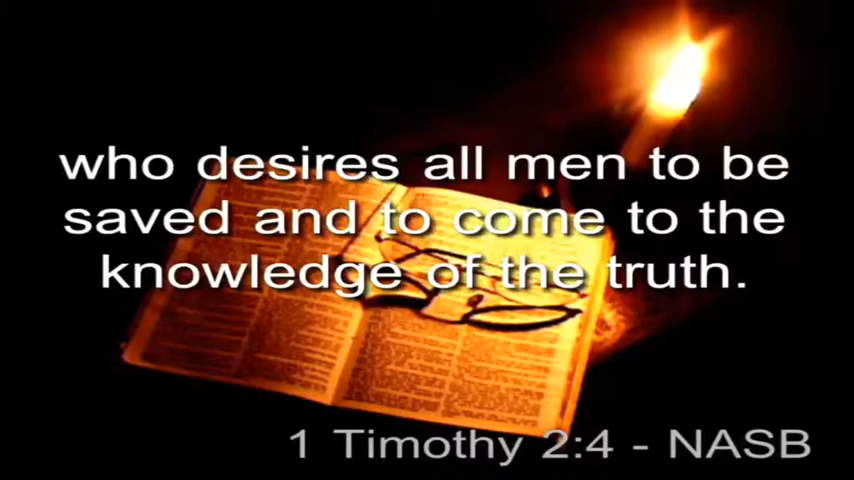 who desires all men to be
saved and to come to the
knowledge of the truth.
1 Timothy 2:4 - NASB